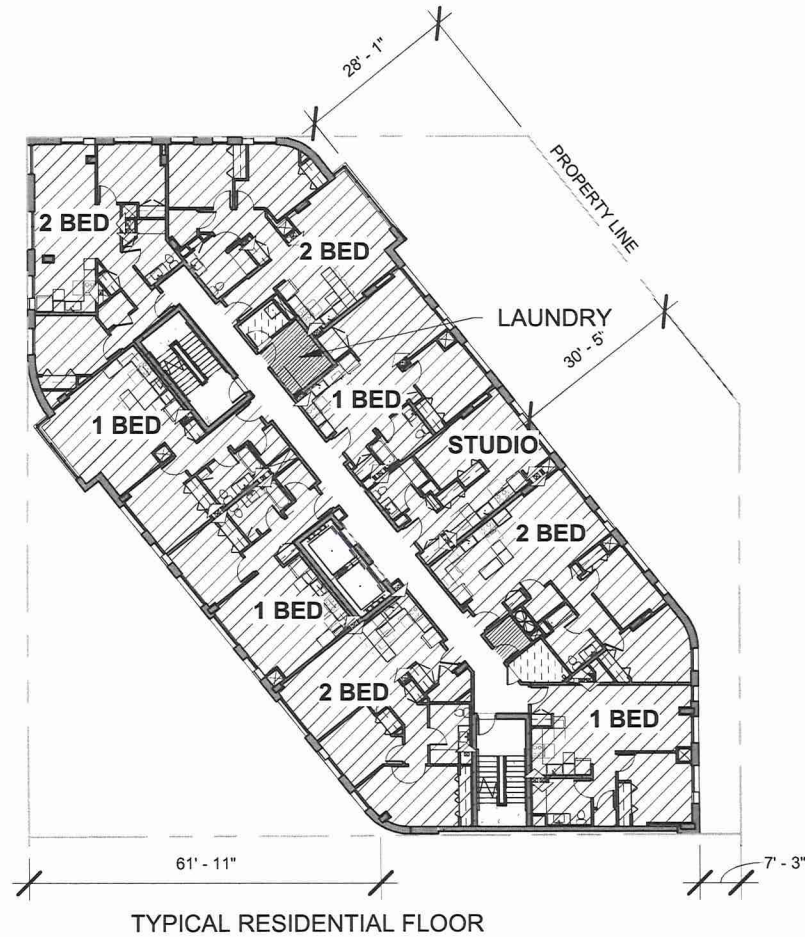 28' - 1"
PROPERTY LINE
2 BED
2 BED
LAUNDRY
30' - 5"
1 BED
1 BED
STUDIO
2 BED
1 BED
2 BED
1 BED
61' - 11"
7' - 3"
TYPICAL RESIDENTIAL FLOOR